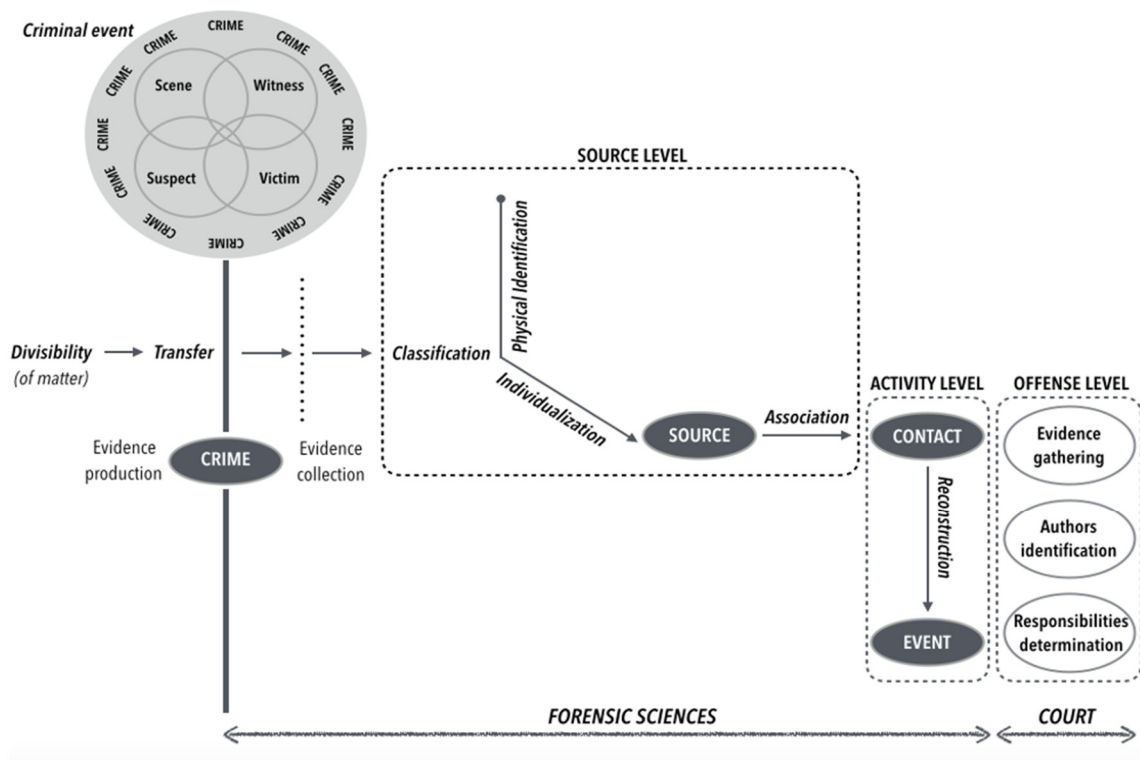 Criminal event
CRIME
CRIME
CRIME
CRIME
CRIME
CRIME
CRIME
CRIME
CRIME
CRIME
CRIME
CRIME
Scene
Witness
Suspect
Victim
SOURCE LEVEL
Physical Identification
Divisibility
(of matter)
Transfer
Classification
Individualization
SOURCE
Association
Evidence
production
CRIME
Evidence
collection
ACTIVITY LEVEL
CONTACT
Reconstruction
EVENT
OFFENSE LEVEL
Evidence
gathering
Authors
identification
Responsibilities
determination
FORENSIC SCIENCES
COURT